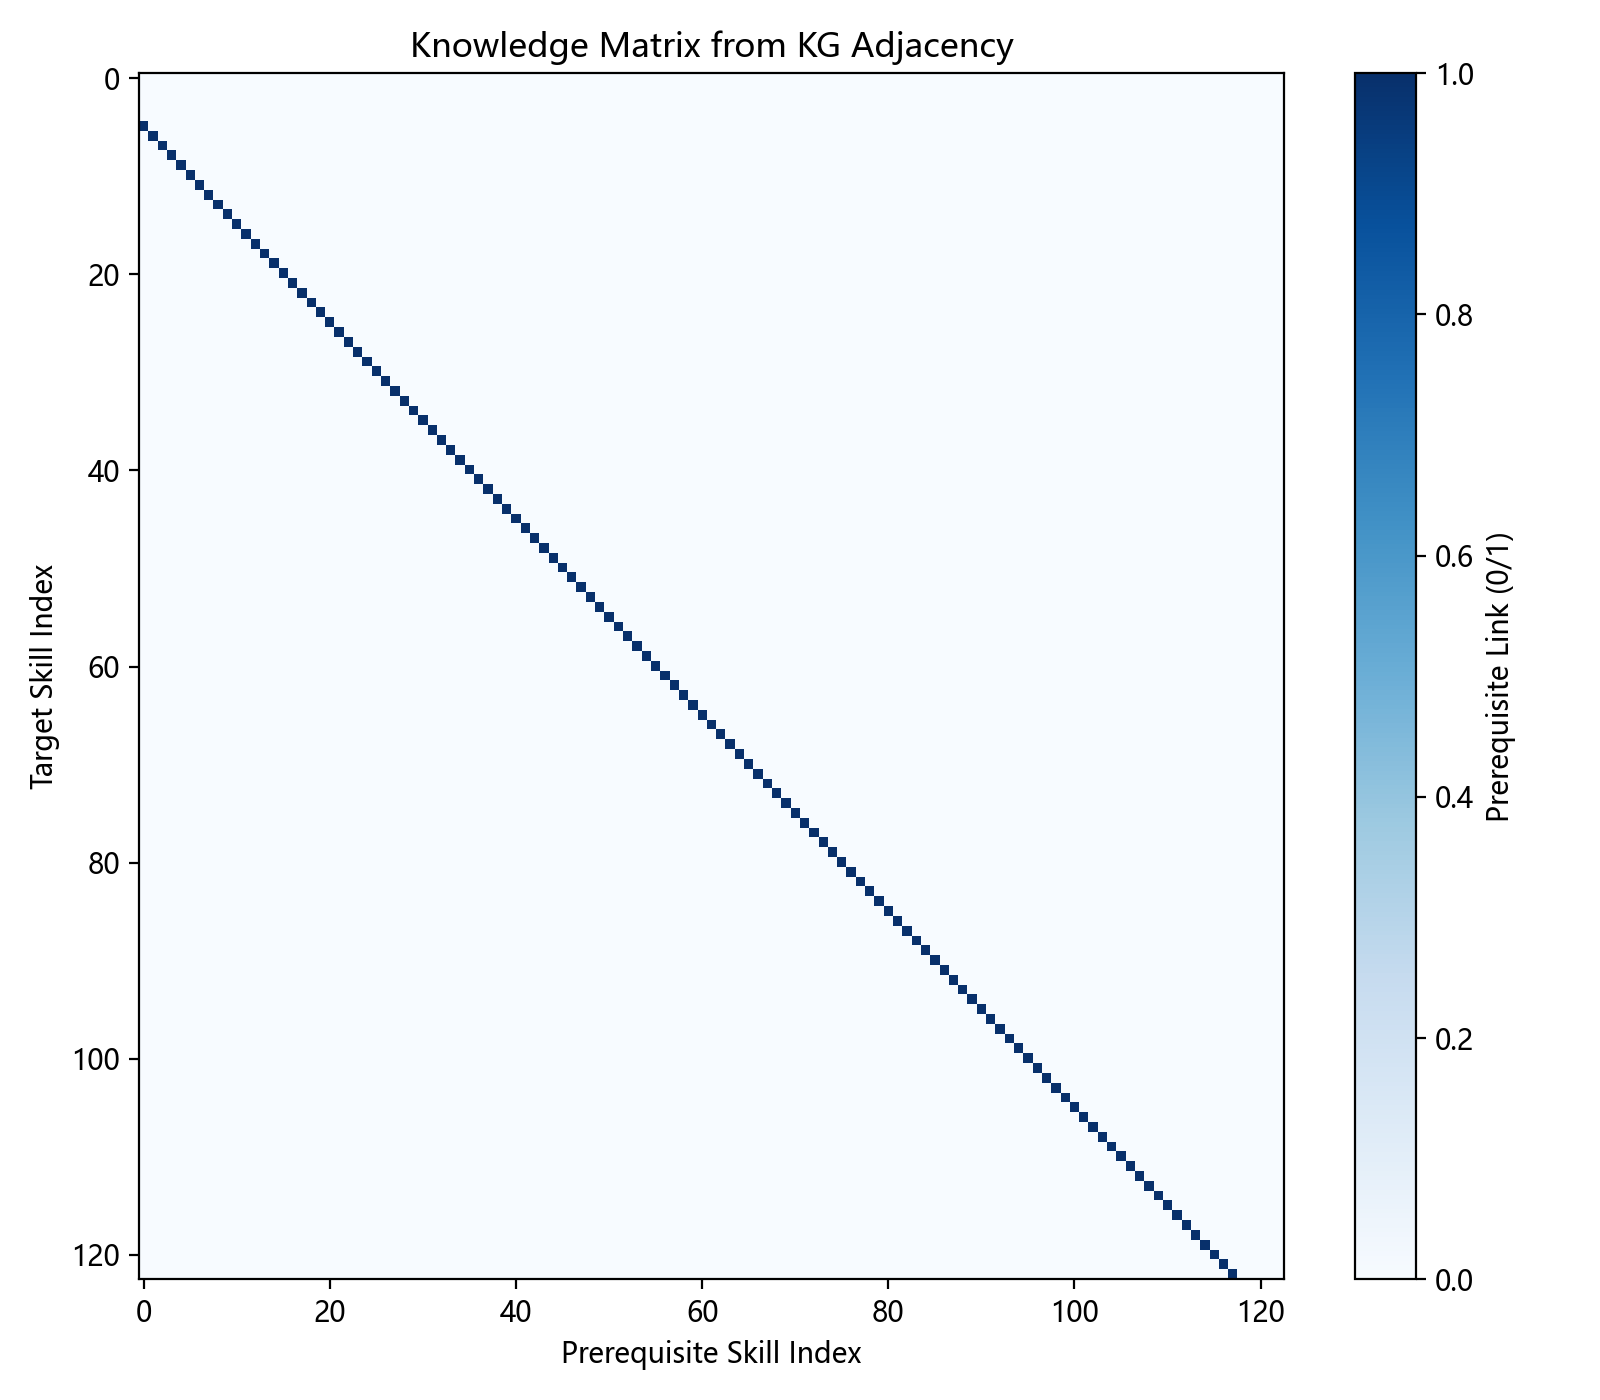 Knowledge Matrix from KG Adjacency
0
20
40
60
80
100
120
Target Skill Index
0 20 40 60 80 100 120
Prerequisite Skill Index
1.0
0.8
0.6
0.4
0.2
0.0
Prerequisite Link (0/1)